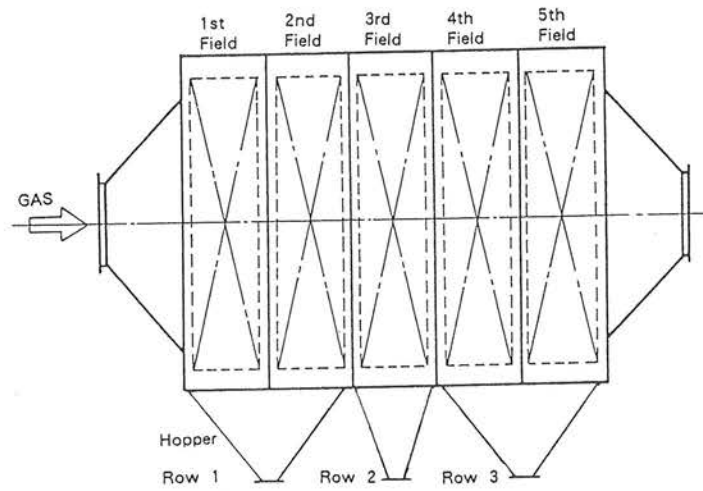 1st
Field
2nd
Field
3rd
Field
4th
Field
5th
Field
GAS
Hopper
Row 1
Row 2
Row 3